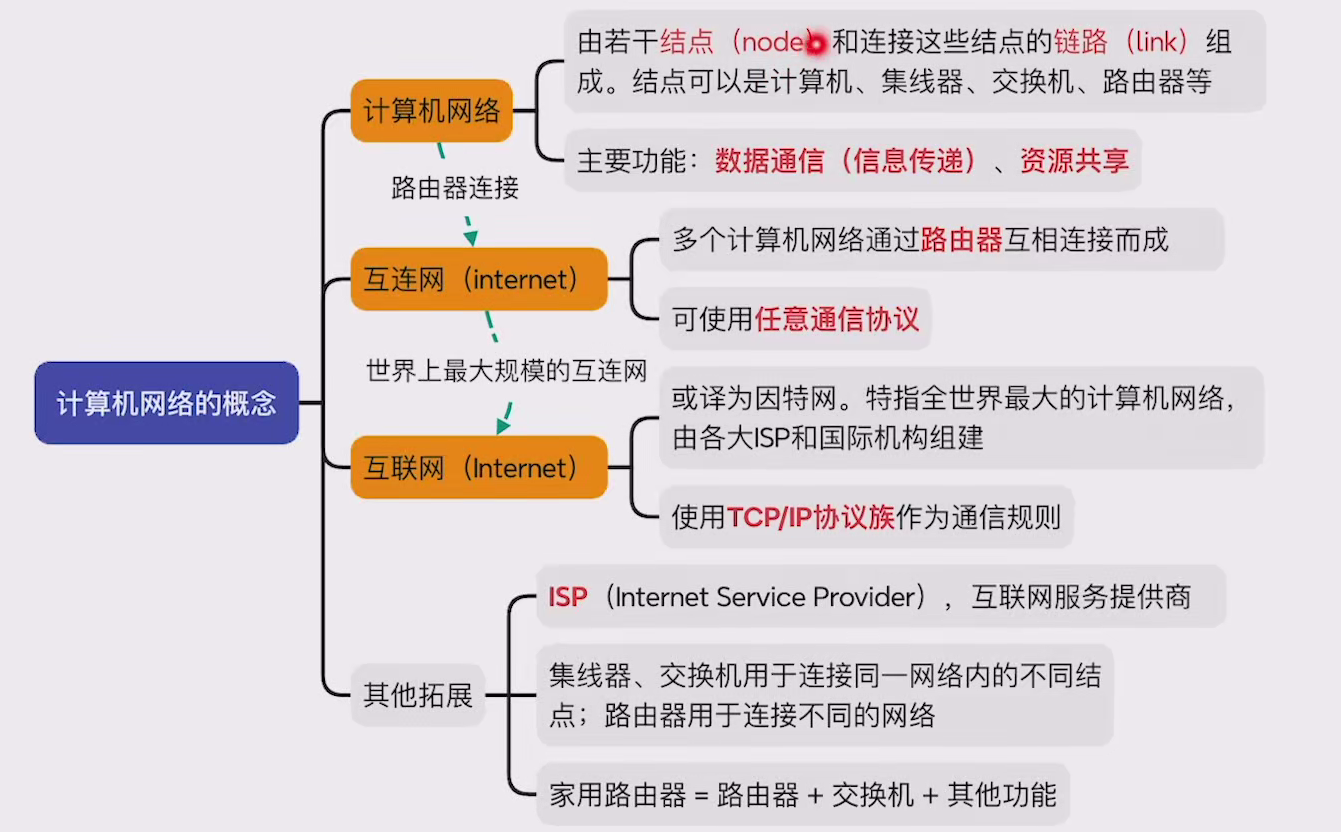 计算机网络的概念
计算机网络
由若干结点（node）和连接这些结点的链路（link）组
成。结点可以是计算机、集线器、交换机、路由器等
主要功能：数据通信（信息传递）、资源共享
路由器连接
互连网（internet）
多个计算机网络通过路由器互相连接而成
可使用任意通信协议
世界上最大规模的互连网
互联网（Internet）
或译为因特网。特指全世界最大的计算机网络，
由各大ISP和国际机构组建
使用TCP/IP协议族作为通信规则
其他拓展
ISP（Internet Service Provider），互联网服务提供商
集线器、交换机用于连接同一网络内的不同结
点；路由器用于连接不同的网络
家用路由器 = 路由器 + 交换机 + 其他功能